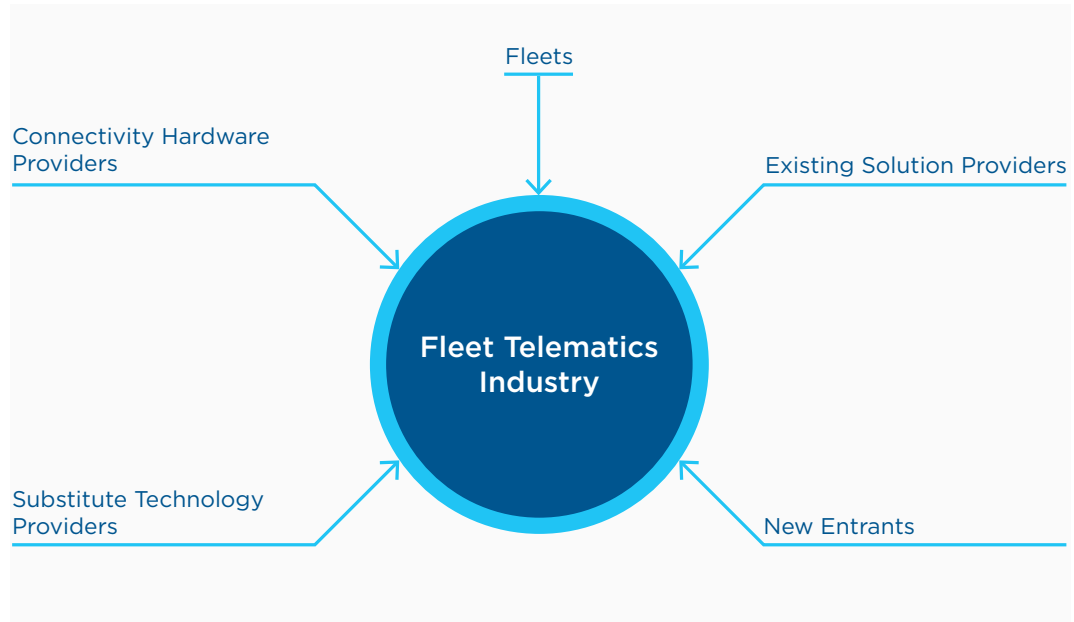 Fleets
Connectivity Hardware
Providers
Existing Solution Providers
Fleet Telematics
Industry
Substitute Technology
Providers
New Entrants